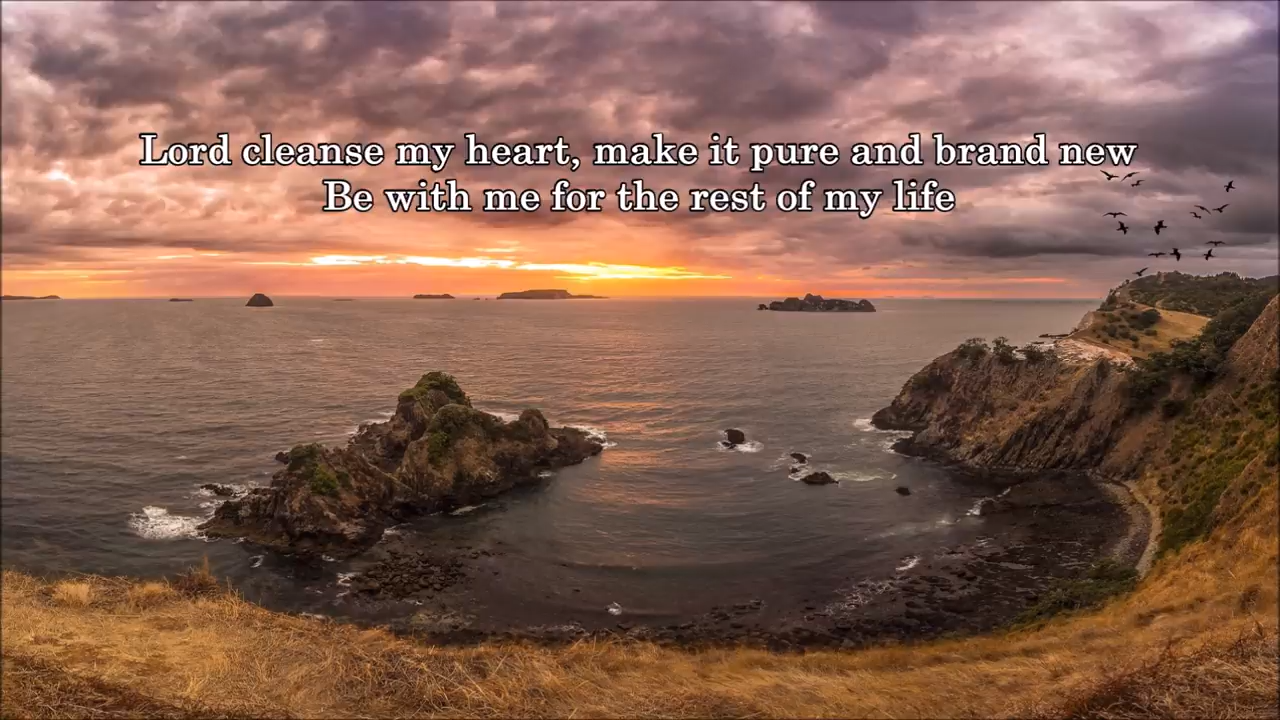 Lord cleanse my heart, make it pure and brand new
Be with me for the rest of my life